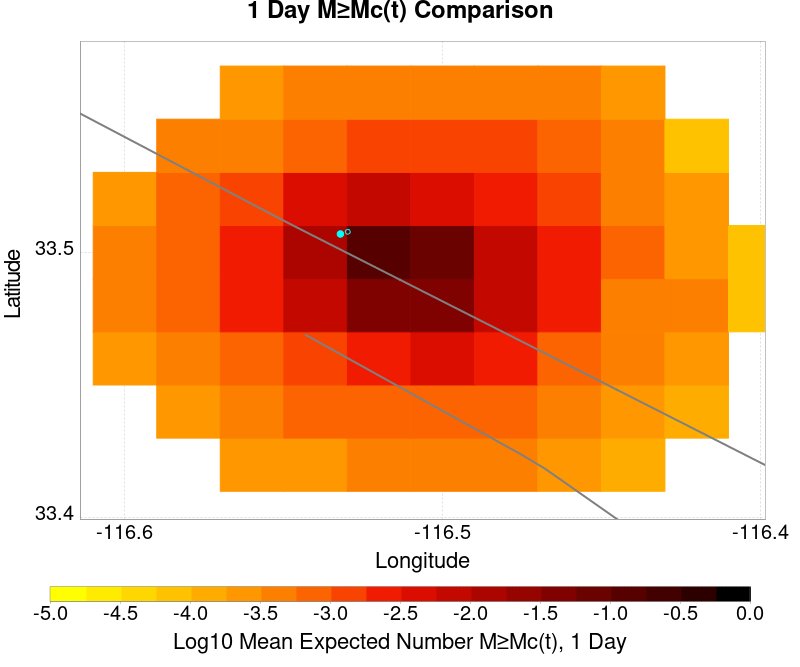 1 Day M≥Mc(t) Comparison
Latitude
33.5
33.4
-116.6 -116.5 -116.4
Longitude
-5.0 -4.5 -4.0 -3.5 -3.0 -2.5 -2.0 -1.5 -1.0 -0.5 0.0
Log10 Mean Expected Number M≥Mc(t), 1 Day